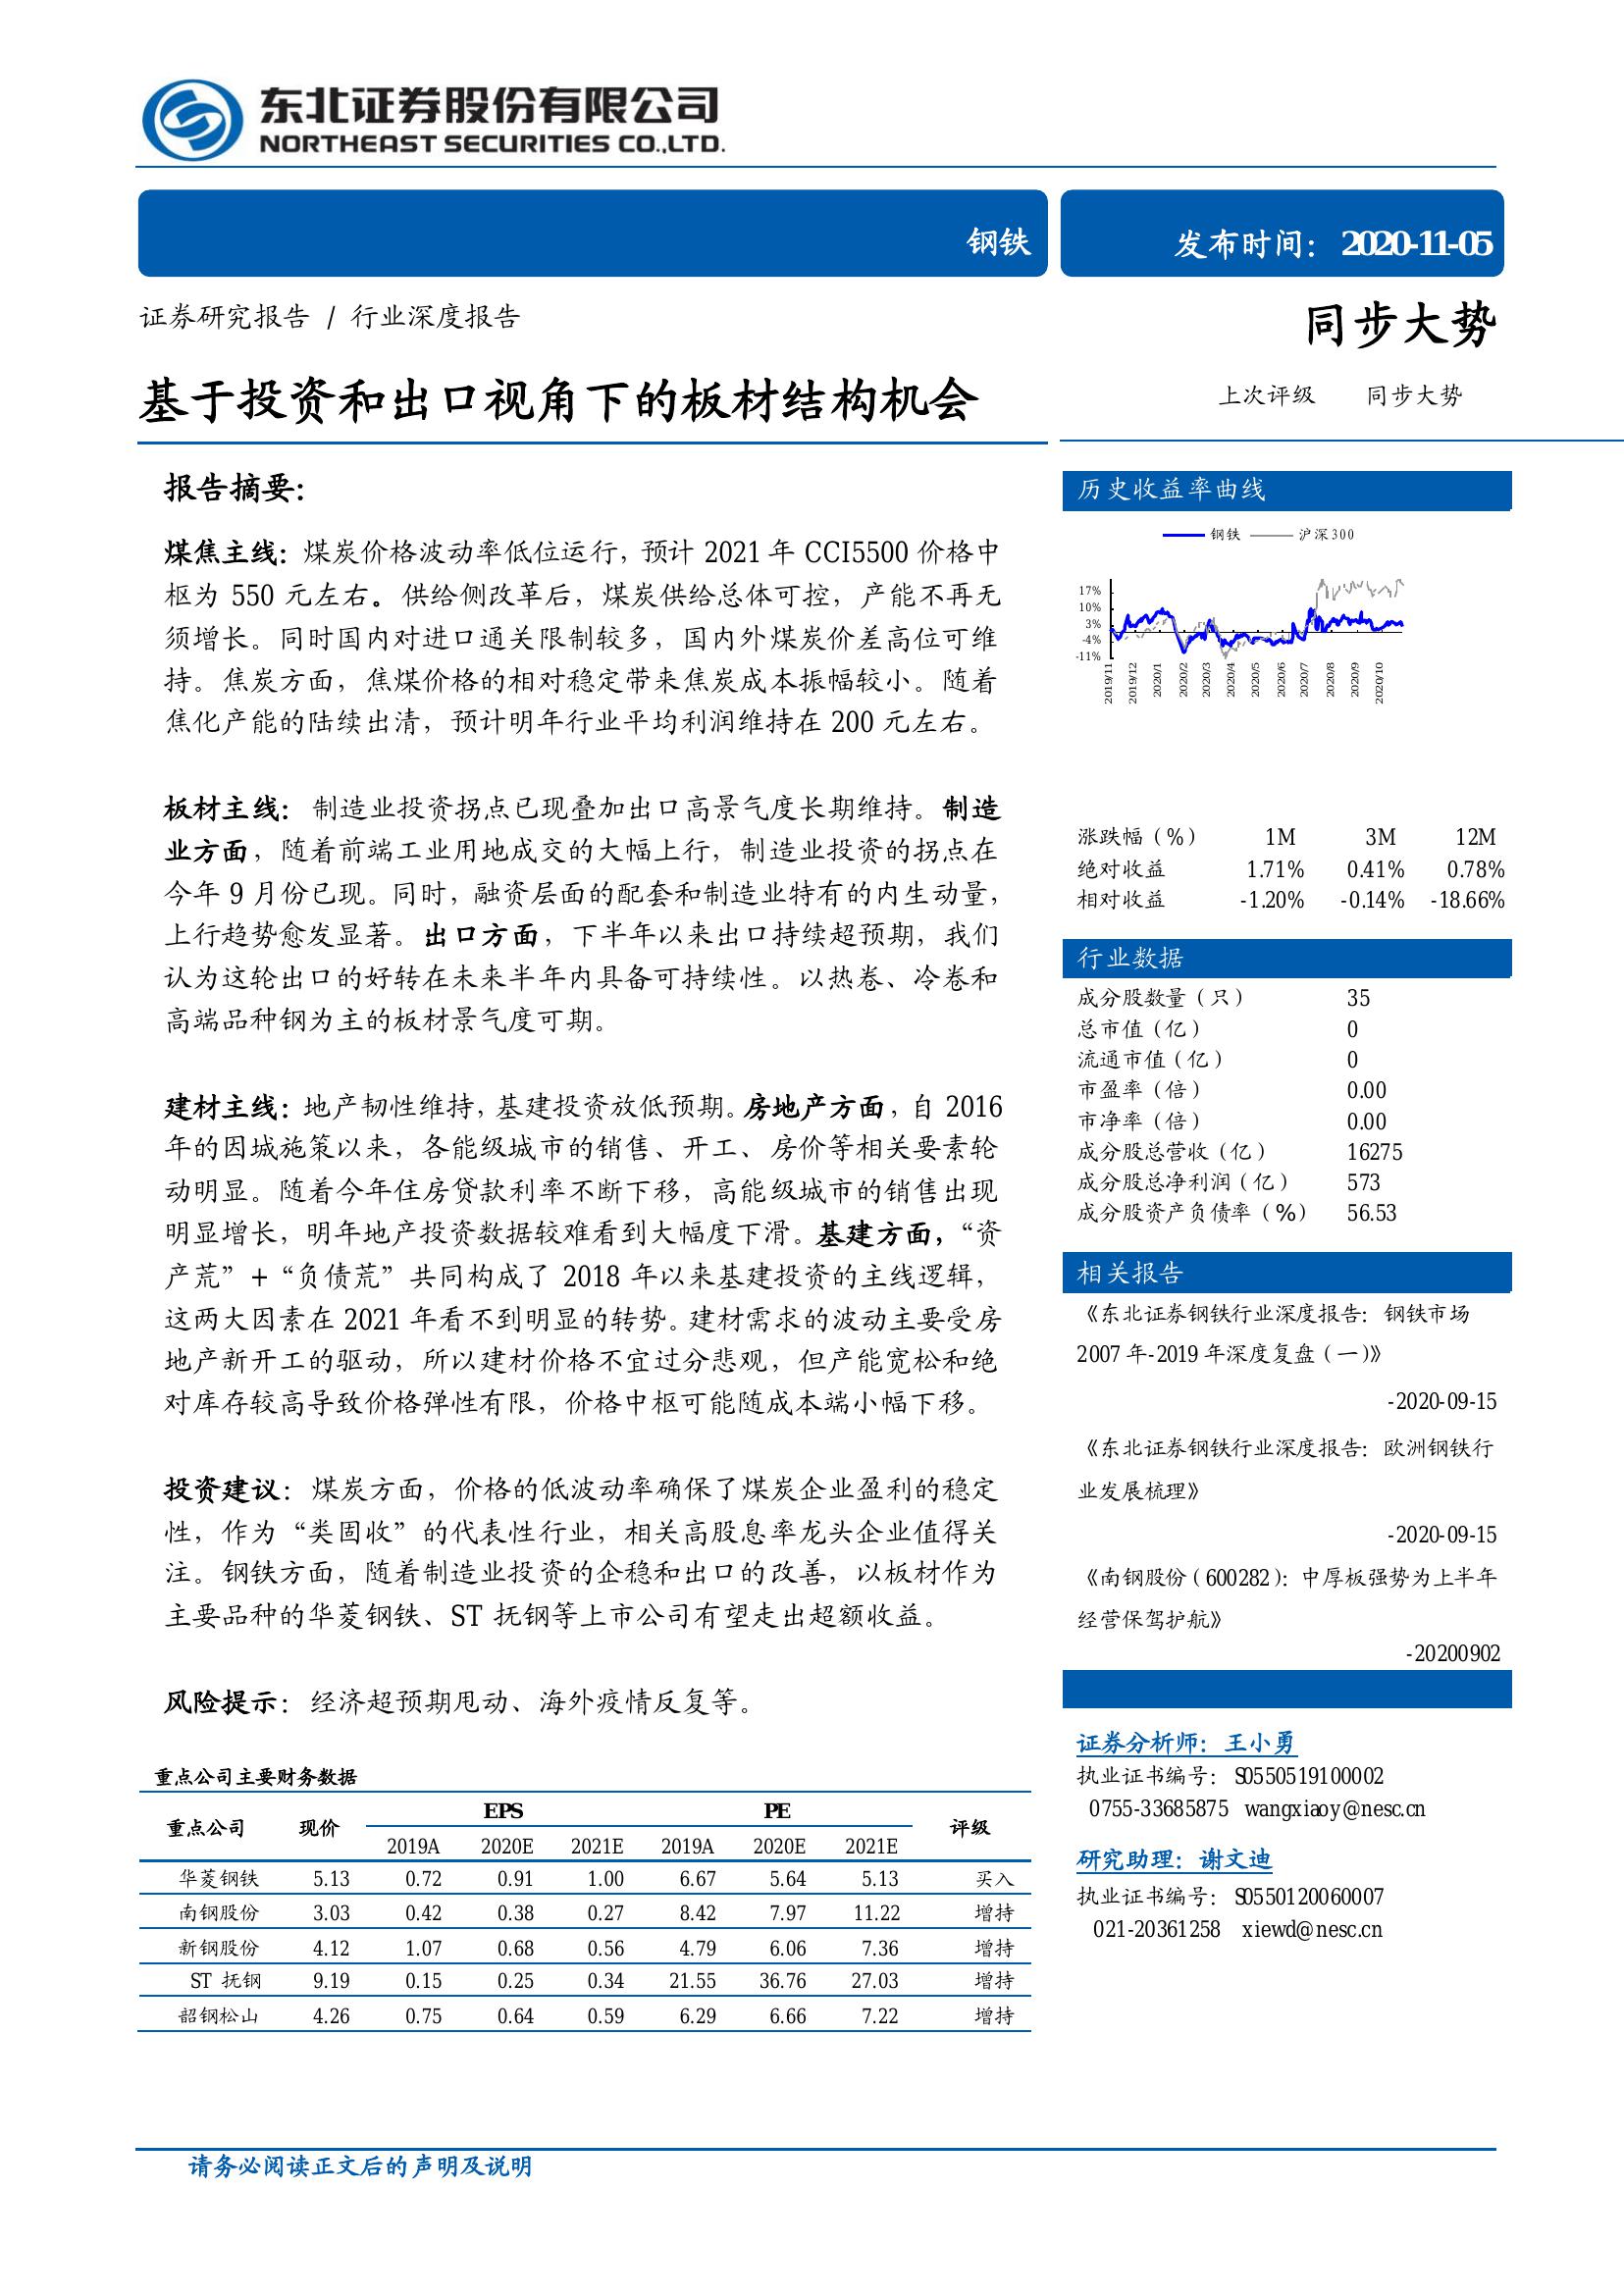 东北证券股份有限公司
NORTHEAST SECURITIES CO.,LTD.
钢铁
发布时间：2020-11-05
证券研究报告 / 行业深度报告
同步大势
基于投资和出口视角下的板材结构机会
上次评级 同步大势
报告摘要：
煤焦主线：煤炭价格波动率低位运行，预计 2021 年 CCI5500 价格中
枢为 550 元左右。供给侧改革后，煤炭供给总体可控，产能不再无
须增长。同时国内对进口通关限制较多，国内外煤炭价差高位可维
持。焦炭方面，焦煤价格的相对稳定带来焦炭成本振幅较小。随着
焦化产能的陆续出清，预计明年行业平均利润维持在 200 元左右。
板材主线：制造业投资拐点已现叠加出口高景气度长期维持。制造
业方面，随着前端工业用地成交的大幅上行，制造业投资的拐点在
今年 9 月份已现。同时，融资层面的配套和制造业特有的内生动量，
上行趋势愈发显著。出口方面，下半年以来出口持续超预期，我们
认为这轮出口的好转在未来半年内具备可持续性。以热卷、冷卷和
高端品种钢为主的板材景气度可期。
建材主线：地产韧性维持，基建投资放低预期。房地产方面，自 2016
年的因城施策以来，各能级城市的销售、开工、房价等相关要素轮
动明显。随着今年住房贷款利率不断下移，高能级城市的销售出现
明显增长，明年地产投资数据较难看到大幅度下滑。基建方面，“资
产荒”+“负债荒”共同构成了 2018 年以来基建投资的主线逻辑，
这两大因素在 2021 年看不到明显的转势。建材需求的波动主要受房
地产新开工的驱动，所以建材价格不宜过分悲观，但产能宽松和绝
对库存较高导致价格弹性有限，价格中枢可能随成本端小幅下移。
投资建议：煤炭方面，价格的低波动率确保了煤炭企业盈利的稳定
性，作为“类固收”的代表性行业，相关高股息率龙头企业值得关
注。钢铁方面，随着制造业投资的企稳和出口的改善，以板材作为
主要品种的华菱钢铁、ST 抚钢等上市公司有望走出超额收益。
风险提示：经济超预期甩动、海外疫情反复等。
重点公司主要财务数据
重点公司 现价 EPS PE 评级
2019A 2020E 2021E 2019A 2020E 2021E
华菱钢铁 5.13 0.72 0.91 1.00 6.67 5.64 5.13 买入
南钢股份 3.03 0.42 0.38 0.27 8.42 7.97 11.22 增持
新钢股份 4.12 1.07 0.68 0.56 4.79 6.06 7.36 增持
ST 抚钢 9.19 0.15 0.25 0.34 21.55 36.76 27.03 增持
韶钢松山 4.26 0.75 0.64 0.59 6.29 6.66 7.22 增持
历史收益率曲线
钢铁 沪深300
17%
10%
3%
-4%
-11%
2019/11 2019/12 2020/1 2020/2 2020/3 2020/4 2020/5 2020/6 2020/7 2020/8 2020/9 2020/10
涨跌幅（%） 1M 3M 12M
绝对收益 1.71% 0.41% 0.78%
相对收益 -1.20% -0.14% -18.66%
行业数据
成分股数量（只） 35
总市值（亿） 0
流通市值（亿） 0
市盈率（倍） 0.00
市净率（倍） 0.00
成分股总营收（亿） 16275
成分股总净利润（亿） 573
成分股资产负债率（%） 56.53
相关报告
《东北证券钢铁行业深度报告：钢铁市场
2007 年-2019 年深度复盘（一）》
-2020-09-15
《东北证券钢铁行业深度报告：欧洲钢铁行
业发展梳理》
-2020-09-15
《南钢股份（600282）：中厚板强势为上半年
经营保驾护航》
-20200902
证券分析师：王小勇
执业证书编号：S0550519100002
0755-33685875 wangxiaoy@nesc.cn
研究助理：谢文迪
执业证书编号：S0550120060007
021-20361258 xiewd@nesc.cn
请务必阅读正文后的声明及说明